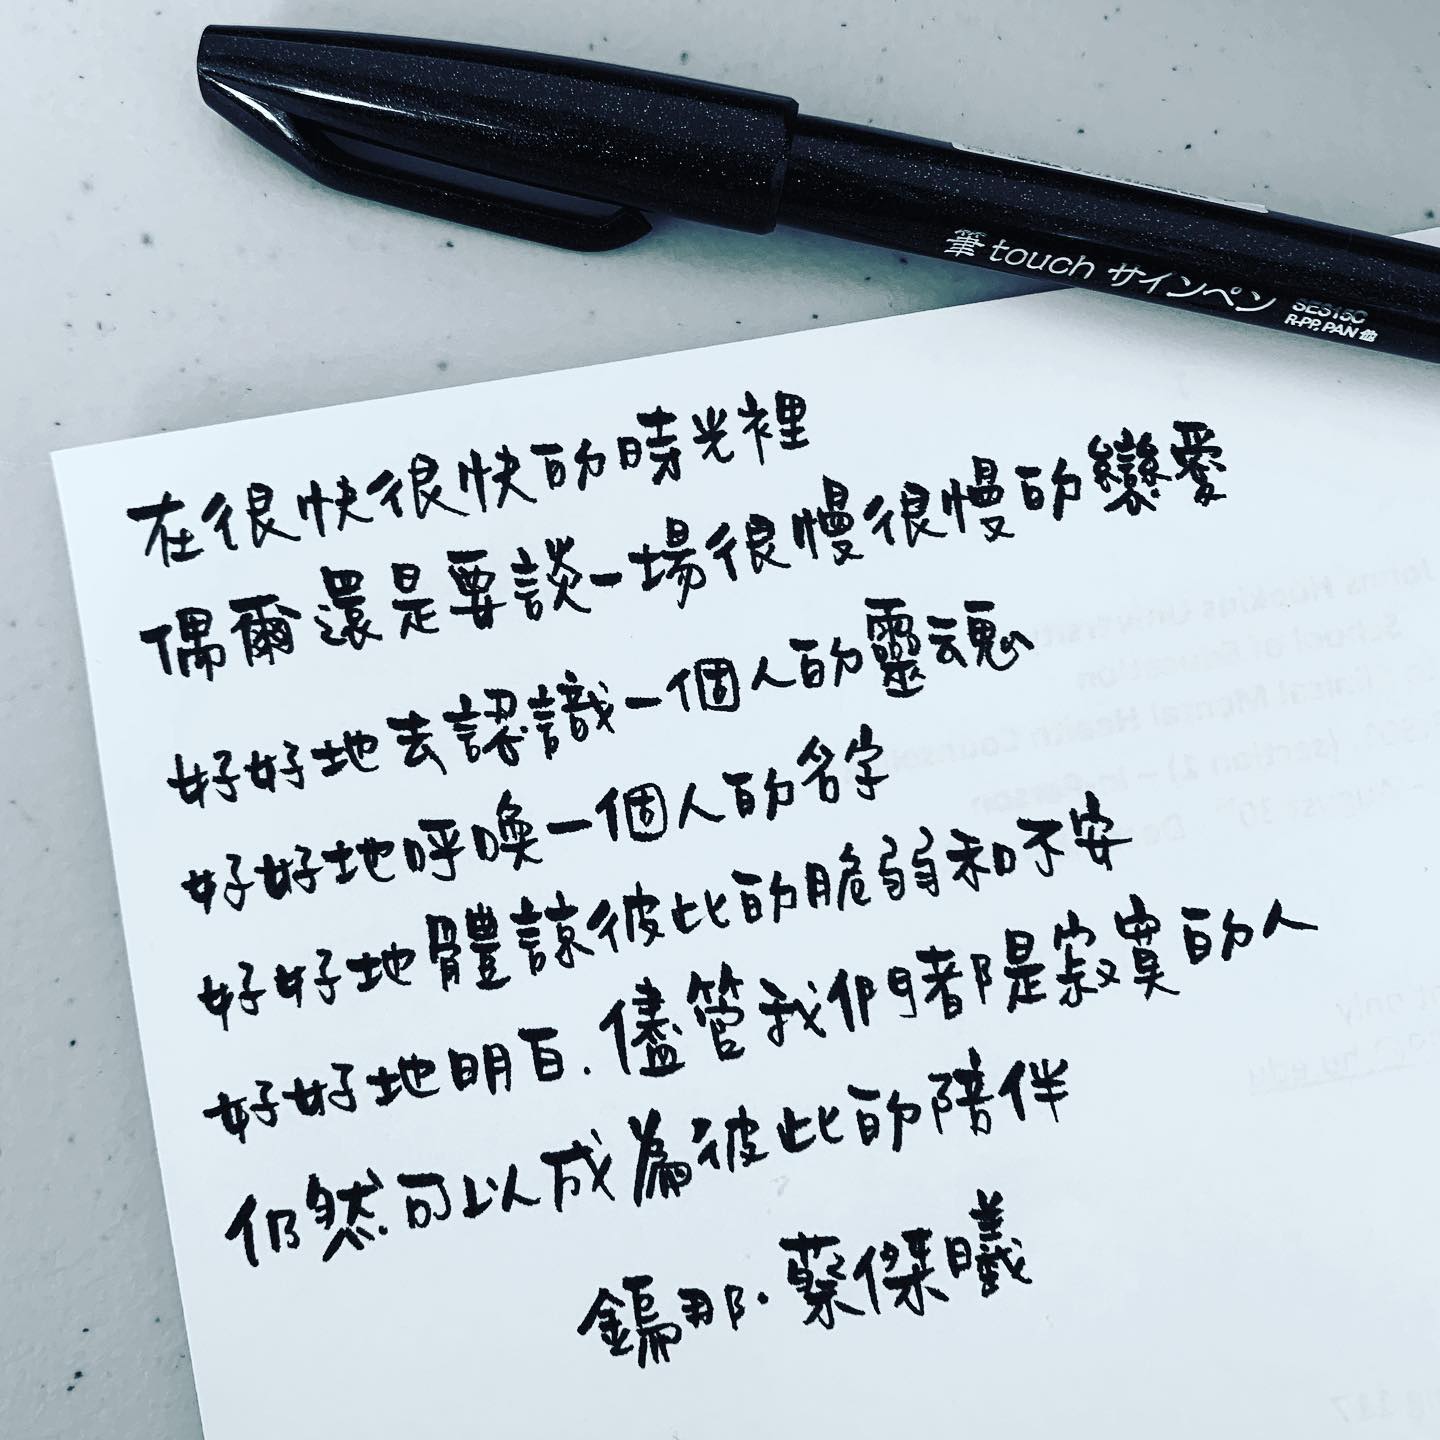 筆touch サインペン SES15C
R-PP, PAN 他
在很快很快的時光裡
偶爾還是要談一場很慢很慢的戀愛
好好地去認識一個人的靈魂
好好地呼喚一個人的名字
好好地體諒彼此的脆弱和不安
好好地明白.儘管我們都是寂寞的人
仍然可以成為彼此的陪伴
鎢那.蔡傑曦